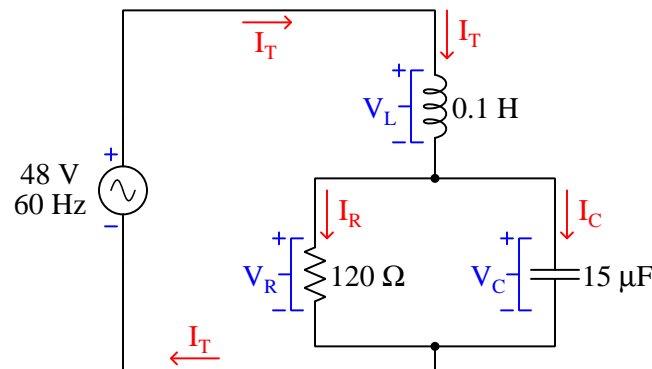 I_T
I_T
+
V_L
0.1 H
−
+
48 V
60 Hz
−
I_R
I_C
+
V_R
120 Ω
−
+
V_C
15 µF
−
I_T